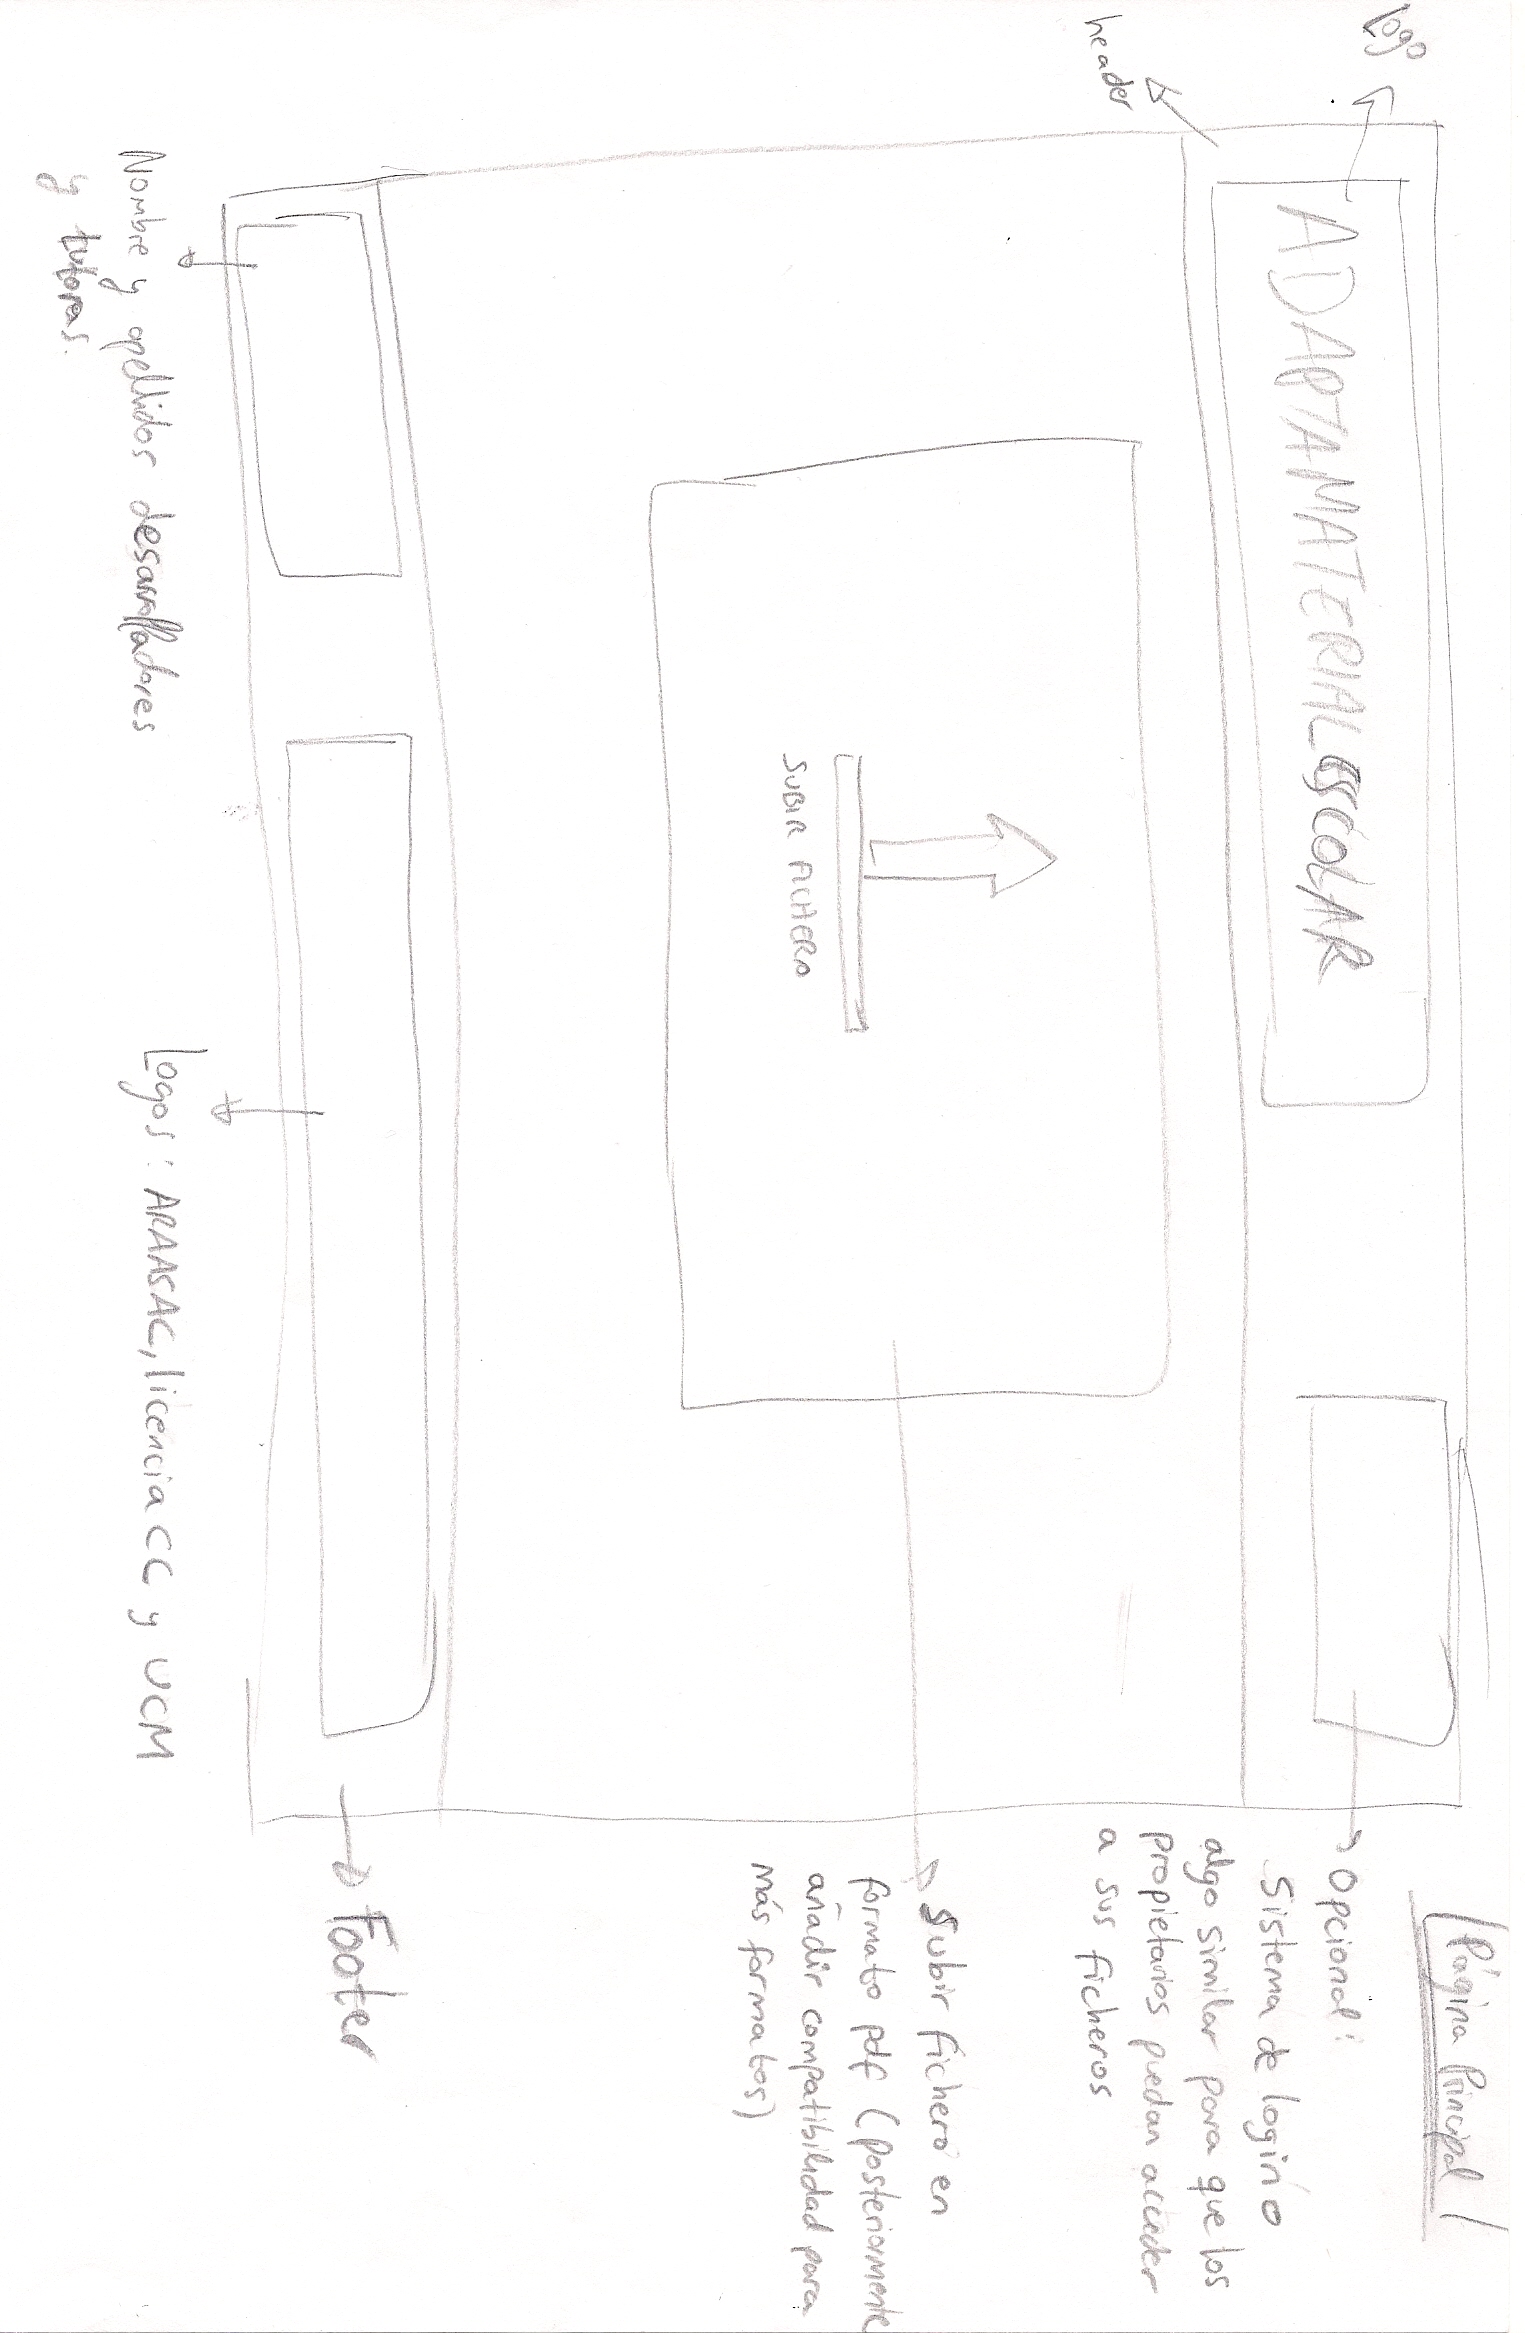 Página Principal
Logo
ADAPTAMATERIALESCOLAR
header
Opcional:
Sistema de login o
algo similar para que los
propietarios puedan acceder
a sus ficheros
SUBIR FICHERO
Subir fichero en
formato pdf (posteriormente
añadir compatibilidad para
más formatos)
Footer
Nombre y apellidos desarrolladores
y tutoras.
Logos: ARAASAC, licencia CC y UCM